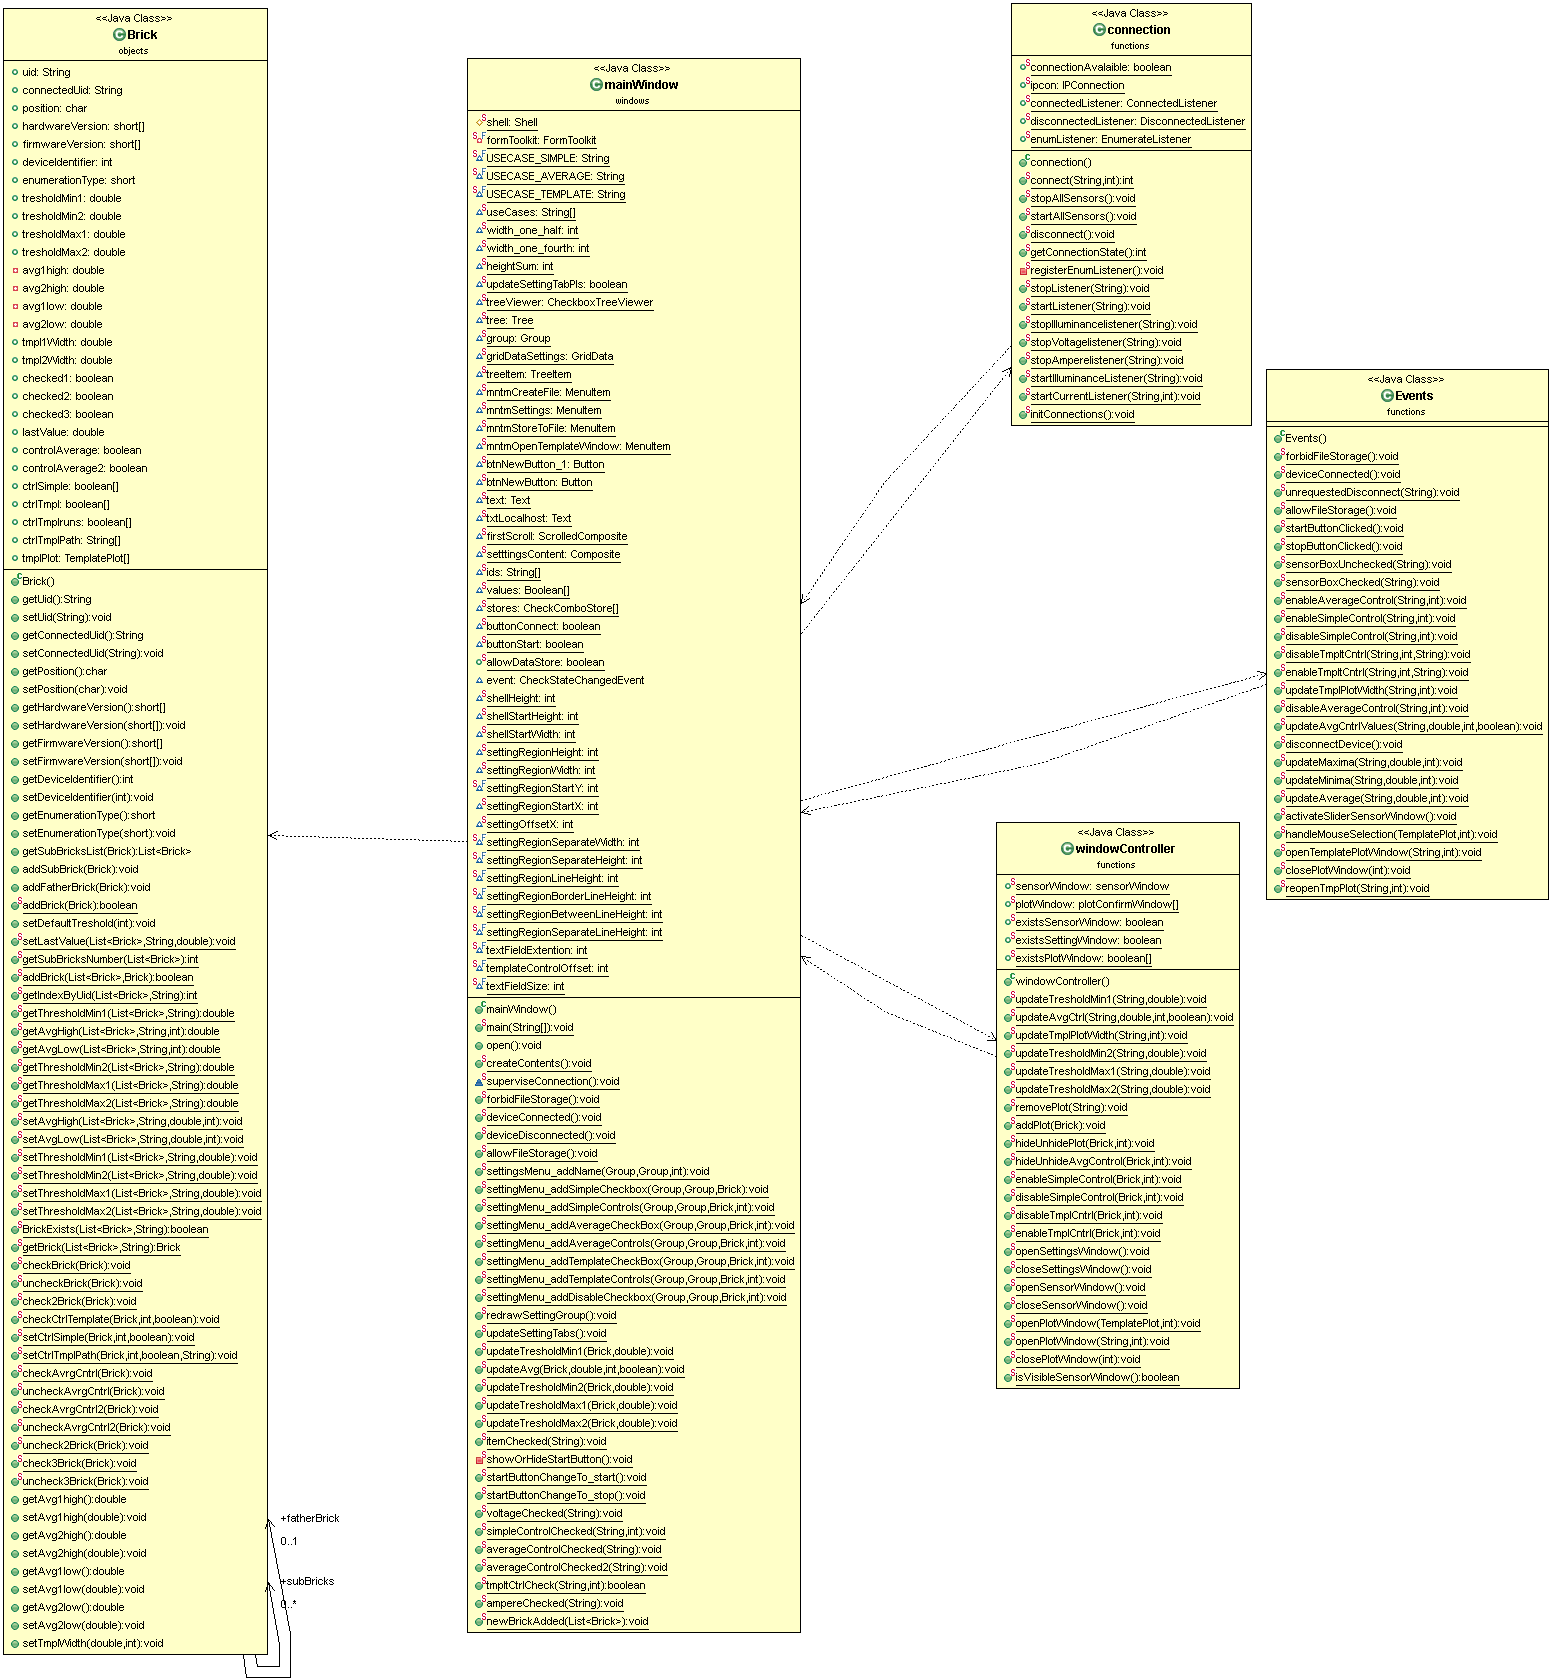 <<Java Class>>
Brick
objects
uid: String
connectedUid: String
position: char
hardwareVersion: short[]
firmwareVersion: short[]
deviceIdentifier: int
enumerationType: short
tresholdMin1: double
tresholdMin2: double
tresholdMax1: double
tresholdMax2: double
avg1high: double
avg2high: double
avg1low: double
avg2low: double
tmpl1Width: double
tmpl2Width: double
checked1: boolean
checked2: boolean
checked3: boolean
lastValue: double
controlAverage: boolean
controlAverage2: boolean
ctrlSimple: boolean[]
ctrlTmpl: boolean[]
ctrlTmplruns: boolean[]
ctrlTmplPath: String[]
tmplPlot: TemplatePlot[]
Brick()
getUid():String
setUid(String):void
getConnectedUid():String
setConnectedUid(String):void
getPosition():char
setPosition(char):void
getHardwareVersion():short[]
setHardwareVersion(short[]):void
getFirmwareVersion():short[]
setFirmwareVersion(short[]):void
getDeviceIdentifier():int
setDeviceIdentifier(int):void
getEnumerationType():short
setEnumerationType(short):void
getSubBricksList(Brick):List<Brick>
addSubBrick(Brick):void
addFatherBrick(Brick):void
addBrick(Brick):boolean
setDefaultTreshold(int):void
setLastValue(List<Brick>,String,double):void
getSubBricksNumber(List<Brick>):int
addBrick(List<Brick>,Brick):boolean
getIndexByUid(List<Brick>,String):int
getThresholdMin1(List<Brick>,String):double
getAvgHigh(List<Brick>,String,int):double
getAvgLow(List<Brick>,String,int):double
getThresholdMin2(List<Brick>,String):double
getThresholdMax1(List<Brick>,String):double
getThresholdMax2(List<Brick>,String):double
setAvgHigh(List<Brick>,String,double,int):void
setAvgLow(List<Brick>,String,double,int):void
setThresholdMin1(List<Brick>,String,double):void
setThresholdMin2(List<Brick>,String,double):void
setThresholdMax1(List<Brick>,String,double):void
setThresholdMax2(List<Brick>,String,double):void
BrickExists(List<Brick>,String):boolean
getBrick(List<Brick>,String):Brick
checkBrick(Brick):void
uncheckBrick(Brick):void
check2Brick(Brick):void
checkCtrlTemplate(Brick,int,boolean):void
setCtrlSimple(Brick,int,boolean):void
setCtrlTmplPath(Brick,int,boolean,String):void
checkAvrgCntrl(Brick):void
uncheckAvrgCntrl(Brick):void
checkAvrgCntrl2(Brick):void
uncheckAvrgCntrl2(Brick):void
uncheck2Brick(Brick):void
check3Brick(Brick):void
uncheck3Brick(Brick):void
getAvg1high():double
setAvg1high(double):void
getAvg2high():double
setAvg2high(double):void
getAvg1low():double
setAvg1low(double):void
getAvg2low():double
setAvg2low(double):void
setTmplWidth(double,int):void
+fatherBrick
0..1
+subBricks
0..*
<<Java Class>>
mainWindow
windows
shell: Shell
formToolkit: FormToolkit
USECASE_SIMPLE: String
USECASE_AVERAGE: String
USECASE_TEMPLATE: String
useCases: String[]
width_one_half: int
width_one_fourth: int
heightSum: int
updateSettingTabPls: boolean
treeViewer: CheckboxTreeViewer
tree: Tree
group: Group
gridDataSettings: GridData
treeItem: TreeItem
mntmCreateFile: MenuItem
mntmSettings: MenuItem
mntmStoreToFile: MenuItem
mntmOpenTemplateWindow: MenuItem
btnNewButton_1: Button
btnNewButton: Button
text: Text
txtLocalhost: Text
firstScroll: ScrolledComposite
setttingsContent: Composite
ids: String[]
values: Boolean[]
stores: CheckComboStore[]
buttonConnect: boolean
buttonStart: boolean
allowDataStore: boolean
event: CheckStateChangedEvent
shellHeight: int
shellStartHeight: int
shellStartWidth: int
settingRegionHeight: int
settingRegionWidth: int
settingRegionStartY: int
settingRegionStartX: int
settingOffsetX: int
settingRegionSeparateWidth: int
settingRegionSeparateHeight: int
settingRegionLineHeight: int
settingRegionBorderLineHeight: int
settingRegionBetweenLineHeight: int
settingRegionSeparateLineHeight: int
textFieldExtention: int
templateControlOffset: int
textFieldSize: int
mainWindow()
main(String[]):void
open():void
createContents():void
superviseConnection():void
forbidFileStorage():void
deviceConnected():void
deviceDisconnected():void
allowFileStorage():void
settingsMenu_addName(Group,Group,int):void
settingMenu_addSimpleCheckbox(Group,Group,Brick):void
settingMenu_addSimpleControls(Group,Group,Brick,int):void
settingMenu_addAverageCheckBox(Group,Group,Brick,int):void
settingMenu_addAverageControls(Group,Group,Brick,int):void
settingMenu_addTemplateCheckBox(Group,Group,Brick,int):void
settingMenu_addTemplateControls(Group,Group,Brick,int):void
settingMenu_addDisableCheckbox(Group,Group,Brick,int):void
redrawSettingGroup():void
updateSettingTabs():void
updateTresholdMin1(Brick,double):void
updateAvg(Brick,double,int,boolean):void
updateTresholdMin2(Brick,double):void
updateTresholdMax1(Brick,double):void
updateTresholdMax2(Brick,double):void
itemChecked(String):void
showOrHideStartButton():void
startButtonChangeTo_start():void
startButtonChangeTo_stop():void
voltageChecked(String):void
simpleControlChecked(String,int):void
averageControlChecked(String):void
averageControlChecked2(String):void
tmpltCtrlCheck(String,int):boolean
ampereChecked(String):void
newBrickAdded(List<Brick>):void
<<Java Class>>
connection
functions
connectionAvalaible: boolean
ipcon: IPConnection
connectedListener: ConnectedListener
disconnectedListener: DisconnectedListener
enumListener: EnumerateListener
connection()
connect(String,int):int
stopAllSensors():void
startAllSensors():void
disconnect():void
getConnectionState():int
registerEnumListener():void
stopListener(String):void
startListener(String):void
stopIlluminancelistener(String):void
stopVoltagelistener(String):void
stopAmperelistener(String):void
startIlluminanceListener(String):void
startCurrentListener(String,int):void
initConnections():void
<<Java Class>>
Events
functions
Events()
forbidFileStorage():void
deviceConnected():void
unrequestedDisconnect(String):void
allowFileStorage():void
startButtonClicked():void
stopButtonClicked():void
sensorBoxUnchecked(String):void
sensorBoxChecked(String):void
enableAverageControl(String,int):void
enableSimpleControl(String,int):void
disableSimpleControl(String,int):void
disableTmpltCntrl(String,int,String):void
enableTmpltCntrl(String,int,String):void
updateTmplPlotWidth(String,int):void
disableAverageControl(String,int):void
updateAvgCntrlValues(String,double,int,boolean):void
disconnectDevice():void
updateMaxima(String,double,int):void
updateMinima(String,double,int):void
updateAverage(String,double,int):void
activateSliderSensorWindow():void
handleMouseSelection(TemplatePlot,int):void
openTemplatePlotWindow(String,int):void
closePlotWindow(int):void
reopenTmpPlot(String,int):void
<<Java Class>>
windowController
functions
sensorWindow: sensorWindow
plotWindow: plotConfirmWindow[]
existsSensorWindow: boolean
existsSettingWindow: boolean
existsPlotWindow: boolean[]
windowController()
updateTresholdMin1(String,double):void
updateAvgCtrl(String,double,int,boolean):void
updateTmplPlotWidth(String,int):void
updateTresholdMin2(String,double):void
updateTresholdMax1(String,double):void
updateTresholdMax2(String,double):void
removePlot(String):void
addPlot(Brick):void
hideUnhidePlot(Brick,int):void
hideUnhideAvgControl(Brick,int):void
enableSimpleControl(Brick,int):void
disableSimpleControl(Brick,int):void
disableTmplCntrl(Brick,int):void
enableTmplCntrl(Brick,int):void
openSettingsWindow():void
closeSettingsWindow():void
openSensorWindow():void
closeSensorWindow():void
openPlotWindow(TemplatePlot,int):void
openPlotWindow(String,int):void
closePlotWindow(int):void
isVisibleSensorWindow():boolean